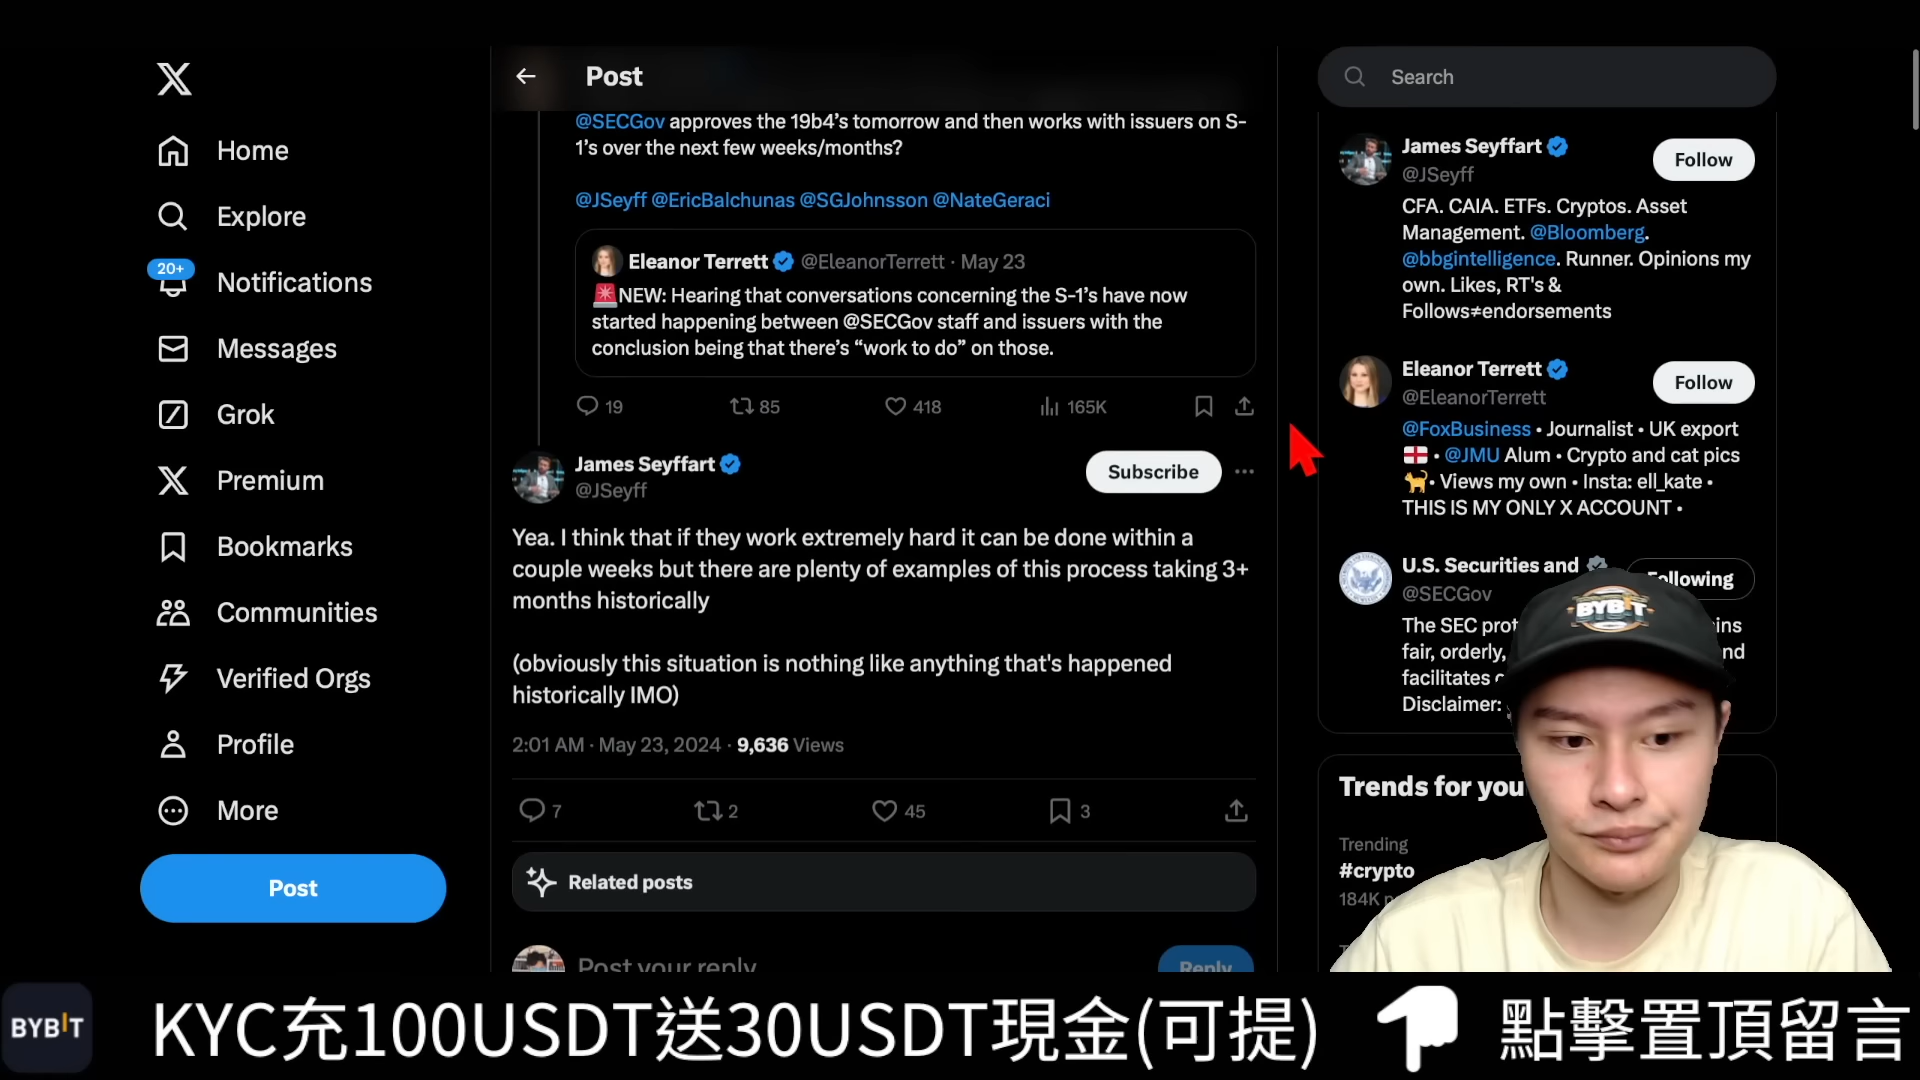 Home
Explore
20+
Notifications
Messages
Grok
Premium
Bookmarks
Communities
Verified Orgs
Profile
More
Post
Post
@SECGov approves the 19b4’s tomorrow and then works with issuers on S-
1’s over the next few weeks/months?
@JSeyff @EricBalchunas @SGJohnsson @NateGeraci
Eleanor Terrett @EleanorTerrett · May 23
🚨NEW: Hearing that conversations concerning the S-1’s have now
started happening between @SECGov staff and issuers with the
conclusion being that there’s “work to do” on those.
19 85 418 165K
James Seyffart
@JSeyff
Subscribe
Yea. I think that if they work extremely hard it can be done within a
couple weeks but there are plenty of examples of this process taking 3+
months historically
(obviously this situation is nothing like anything that's happened
historically IMO)
2:01 AM · May 23, 2024 · 9,636 Views
7 2 45 3
Related posts
Post your reply
Reply
Search
James Seyffart
@JSeyff
Follow
CFA. CAIA. ETFs. Cryptos. Asset
Management. @Bloomberg.
@bbgintelligence. Runner. Opinions my
own. Likes, RT's &
Follows≠endorsements
Eleanor Terrett
@EleanorTerrett
Follow
@FoxBusiness • Journalist • UK export
🏴󠁧󠁢󠁥󠁮󠁧󠁿 • @JMU Alum • Crypto and cat pics
🐈• Views my own • Insta: ell_kate •
THIS IS MY ONLY X ACCOUNT •
U.S. Securities and
@SECGov
Following
The SEC
fair, orderly,
facilitates
Disclaimer:
BYBIT
Trends for you
Trending
#crypto
184K
BYBIT
KYC充100USDT送30USDT現金(可提)
點擊置頂留言